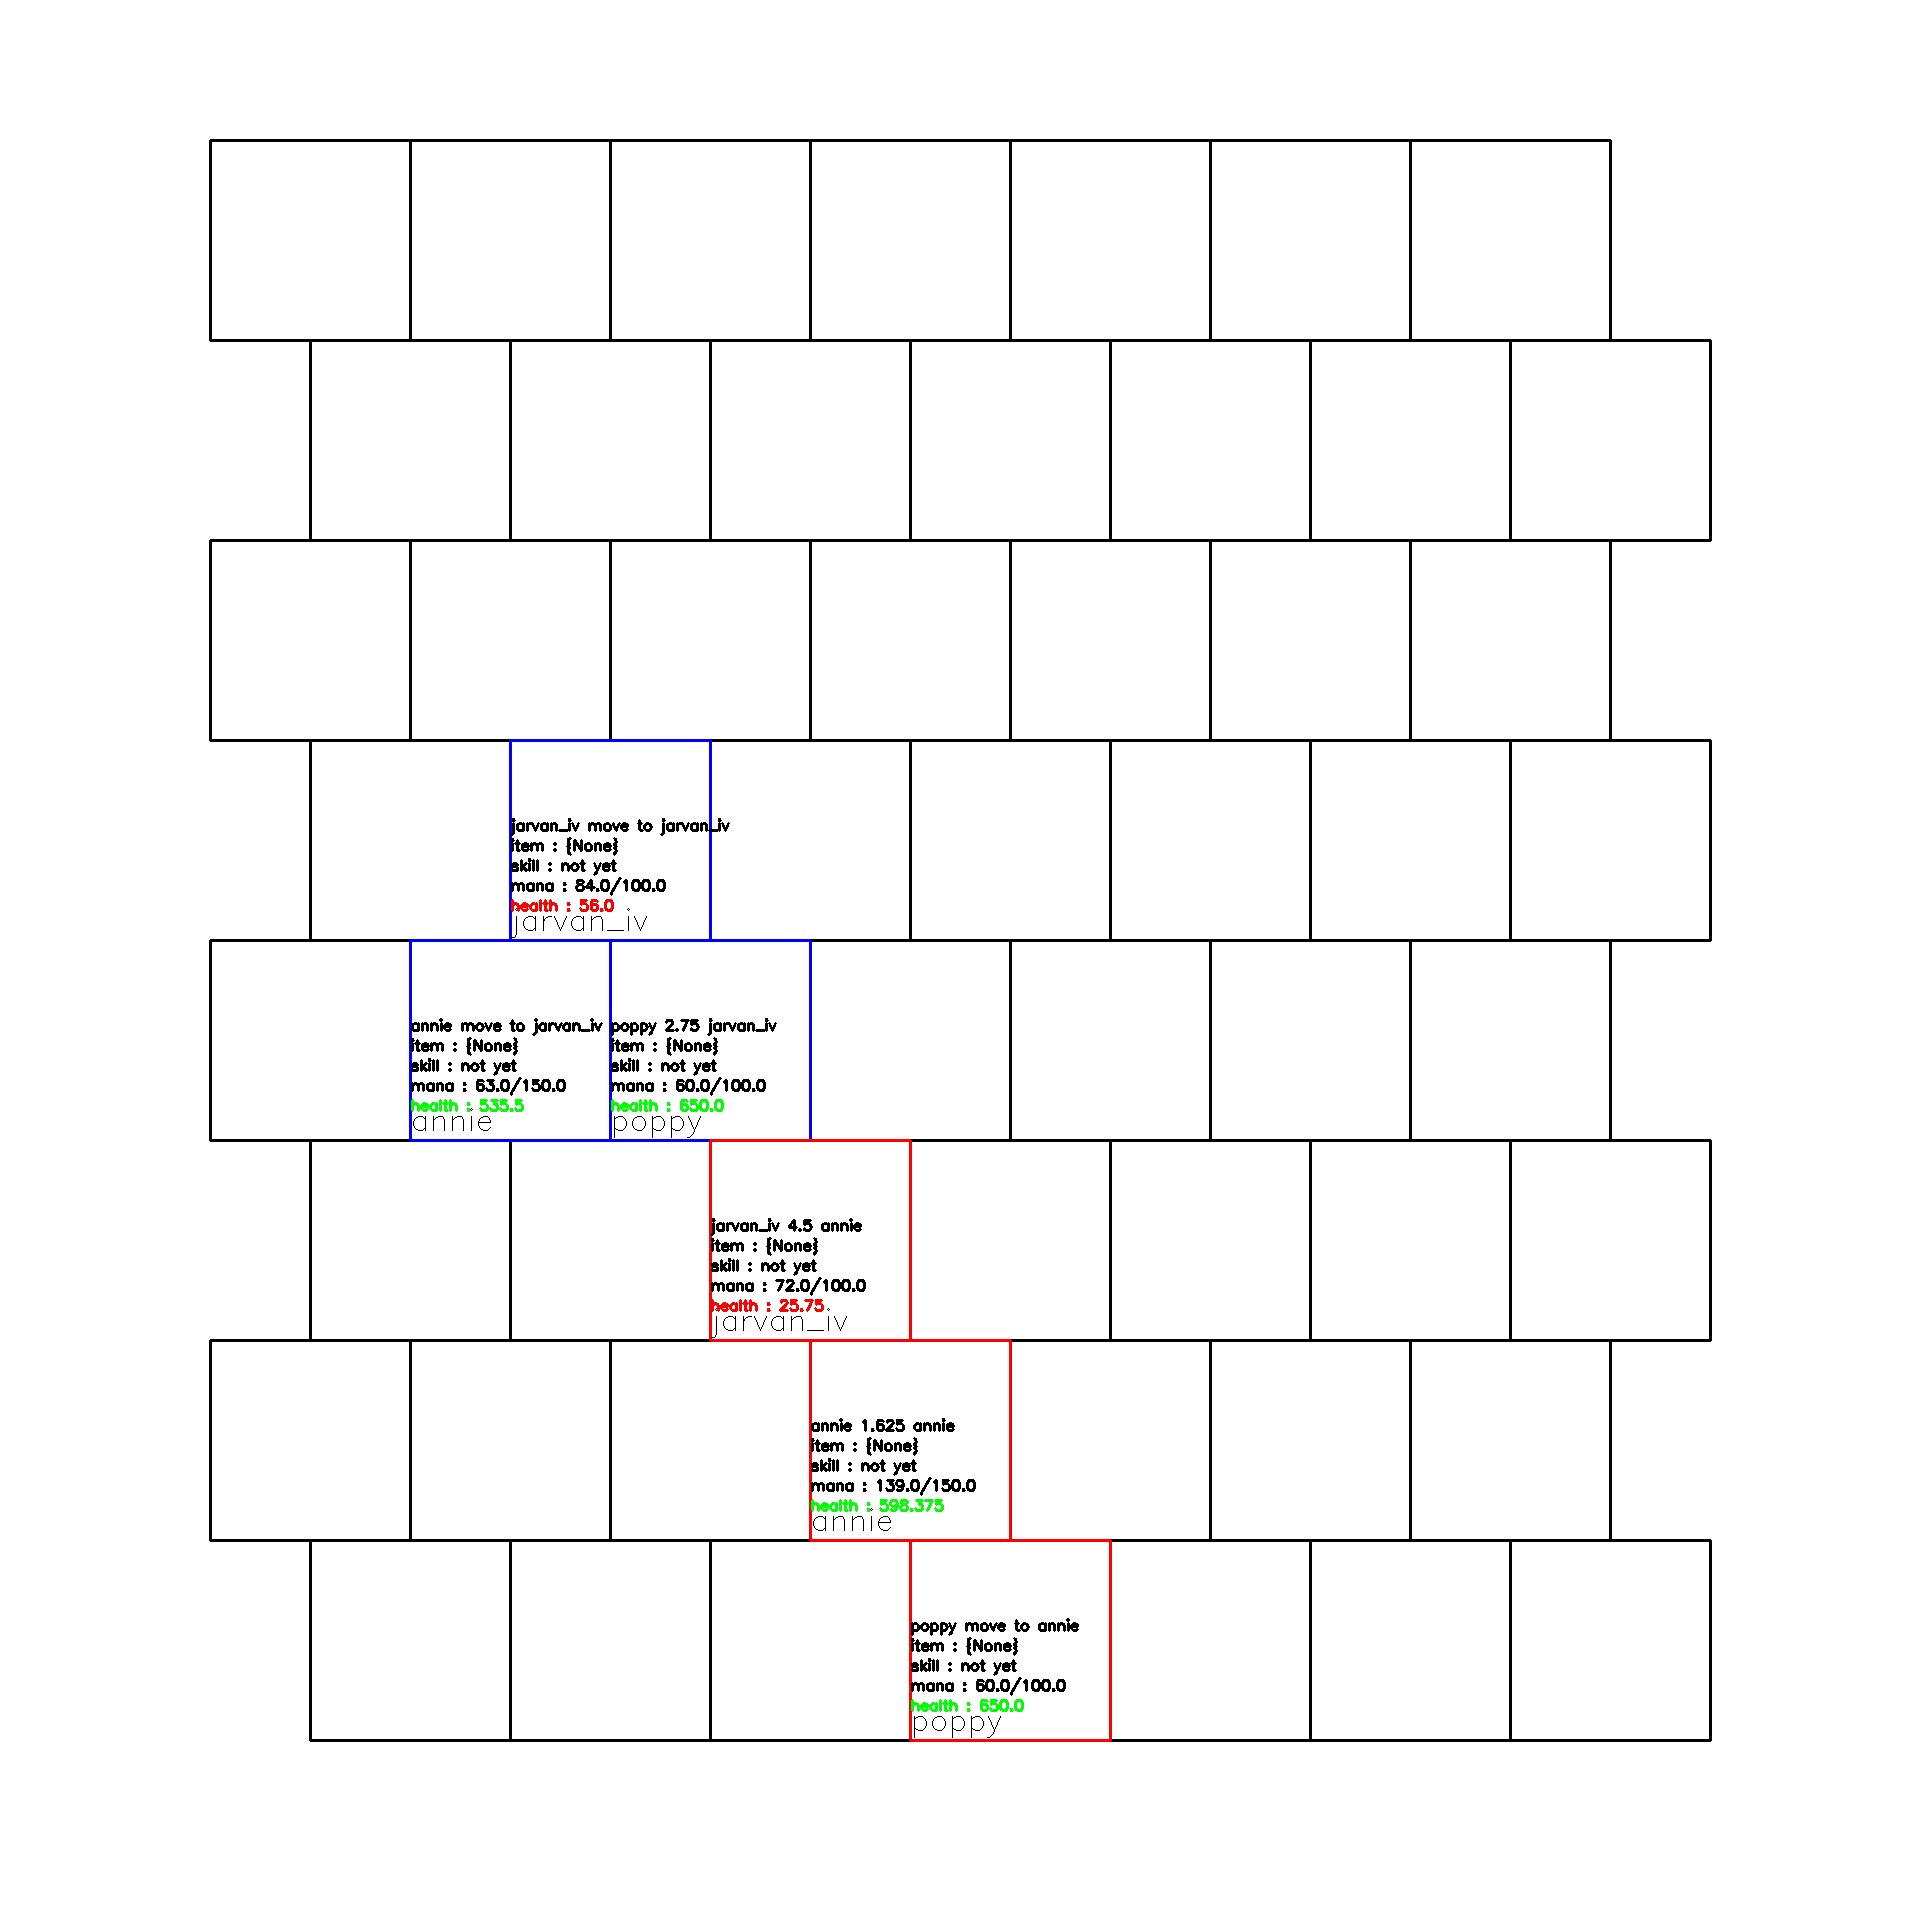 jarvan_iv move to jarvan_iv
item : {None}
skill : not yet
mana : 84.0/100.0
health : 56.0
jarvan_iv
annie move to jarvan_iv
item : {None}
skill : not yet
mana : 63.0/150.0
health : 535.5
annie
poppy 2.75 jarvan_iv
item : {None}
skill : not yet
mana : 60.0/100.0
health : 650.0
poppy
jarvan_iv 4.5 annie
item : {None}
skill : not yet
mana : 72.0/100.0
health : 25.75
jarvan_iv
annie 1.625 annie
item : {None}
skill : not yet
mana : 139.0/150.0
health : 598.375
annie
poppy move to annie
item : {None}
skill : not yet
mana : 60.0/100.0
health : 650.0
poppy